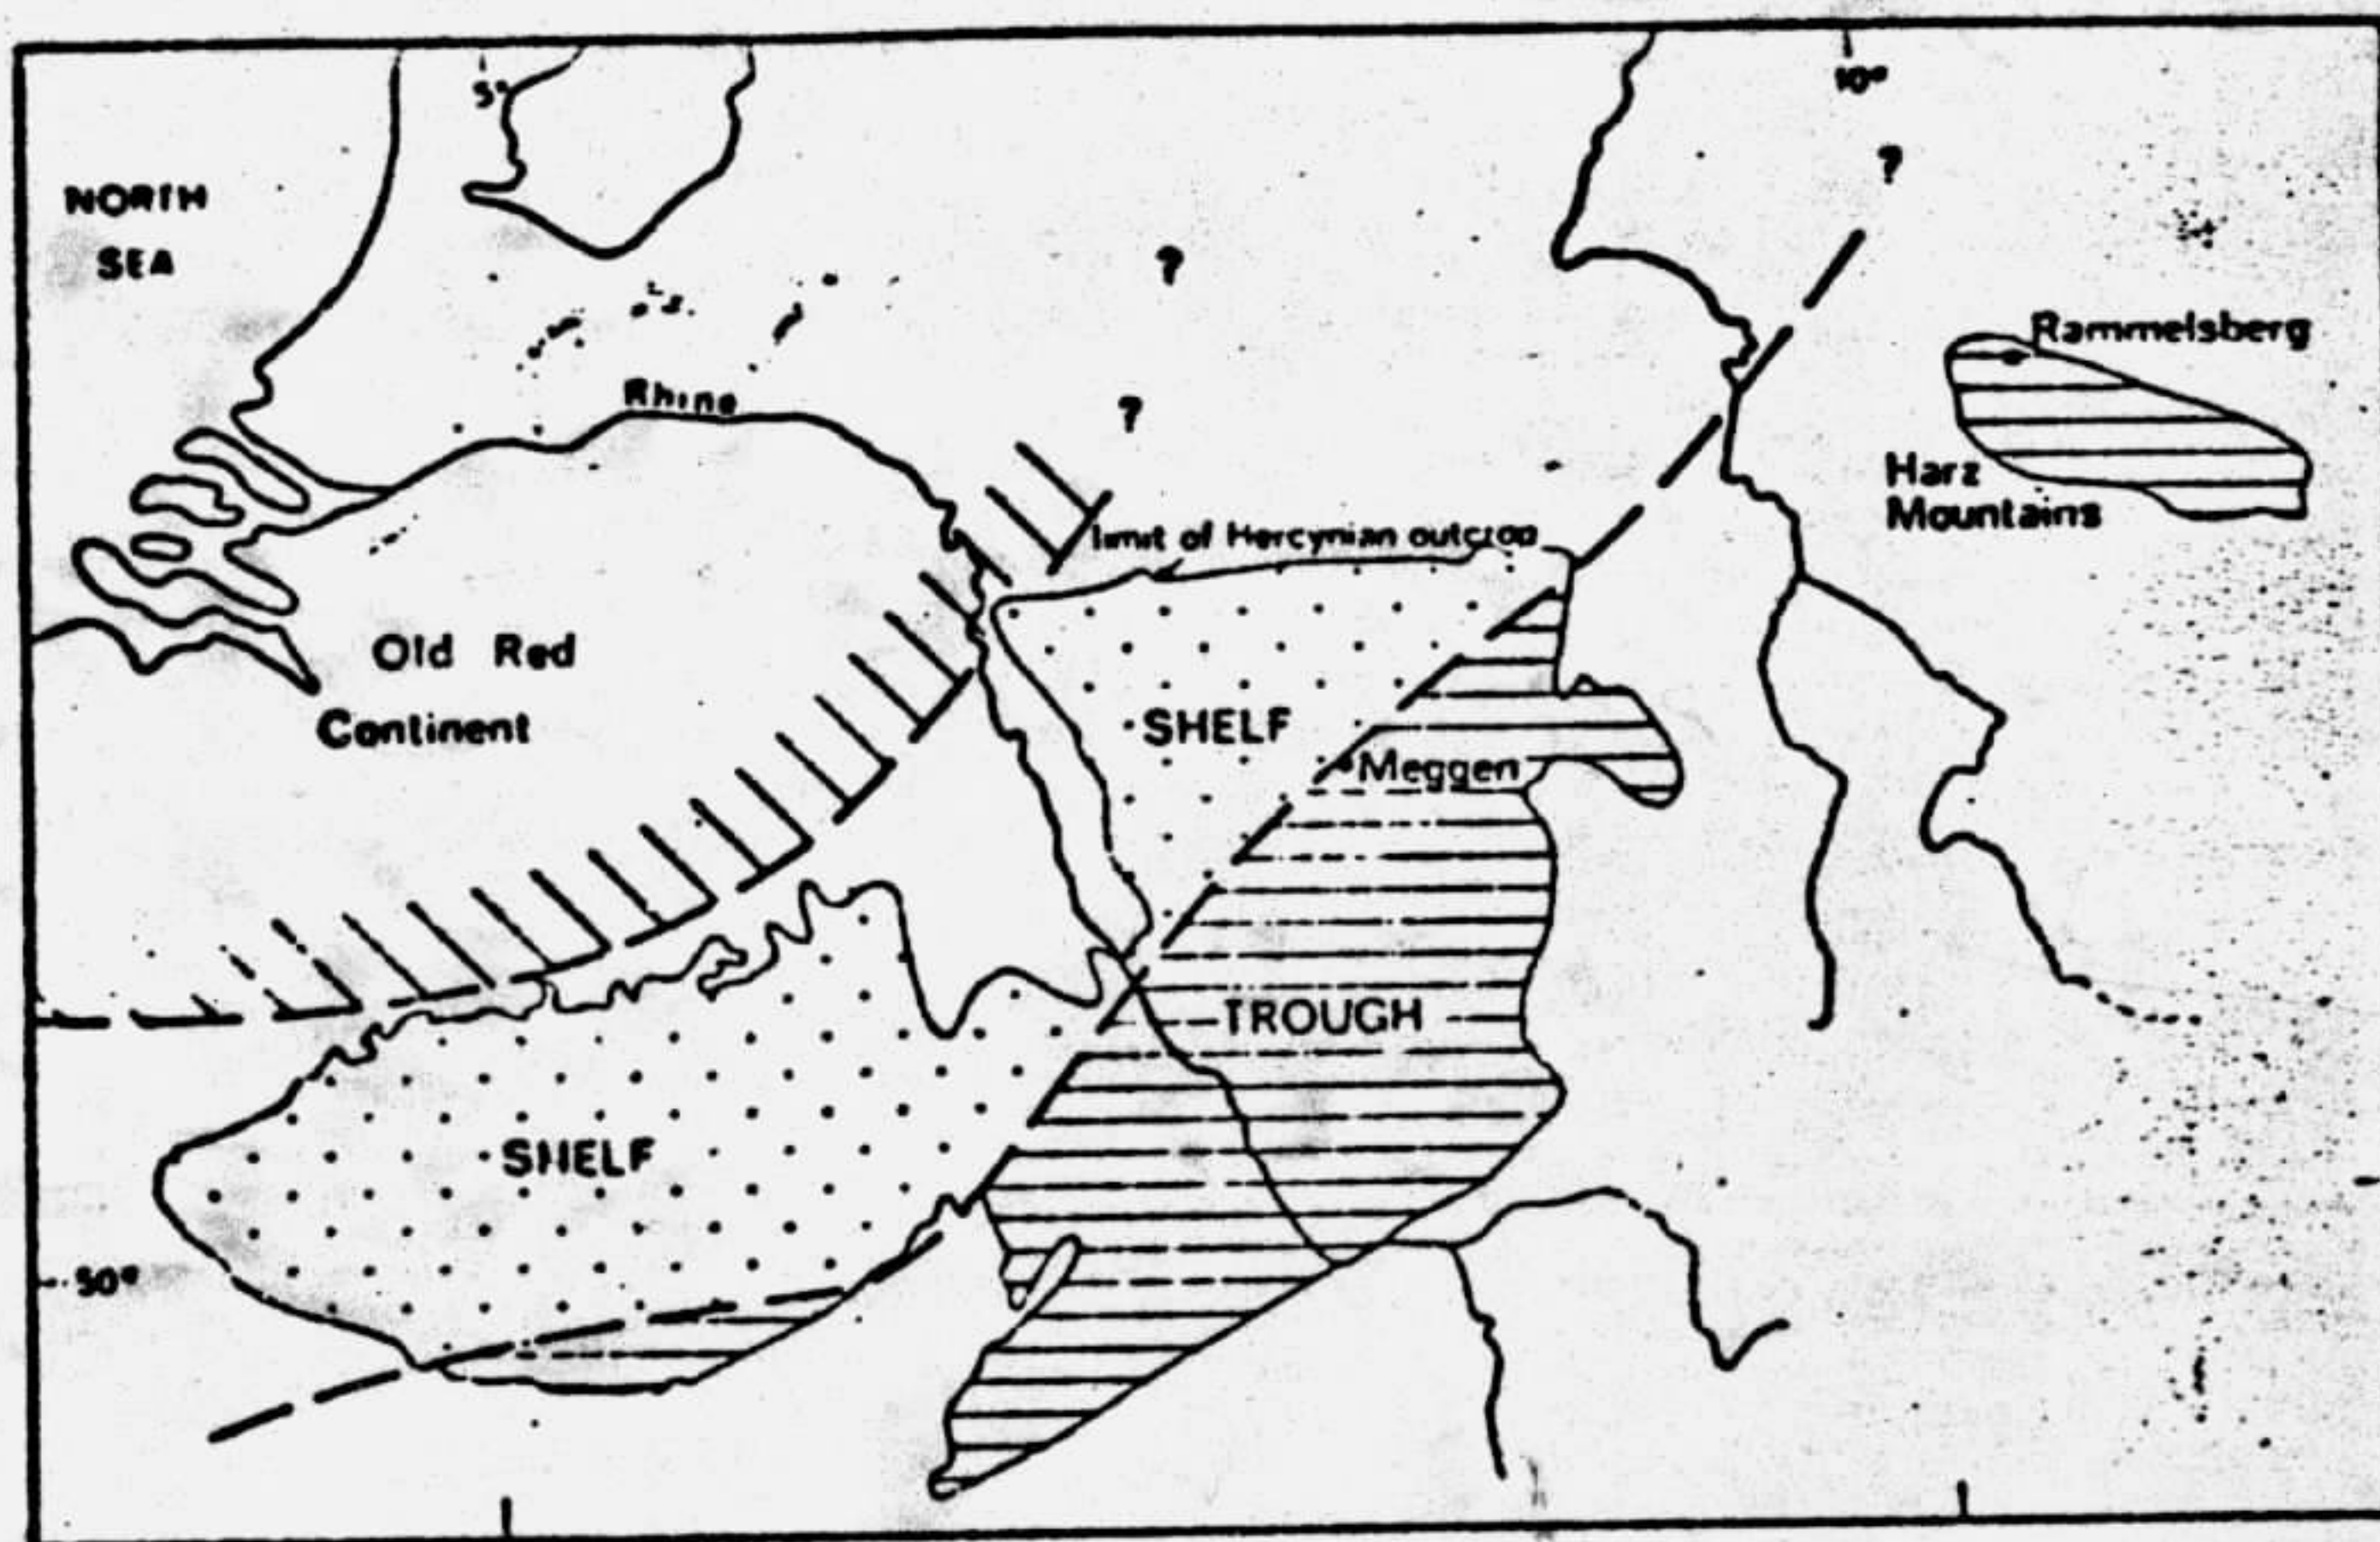 5°
10°
?
NORTH
SEA
?
Rammelsberg
Rhine
?
Harz
Mountains
limit of Hercynian outcrop
Old Red
Continent
SHELF
Meggen
TROUGH
SHELF
50°